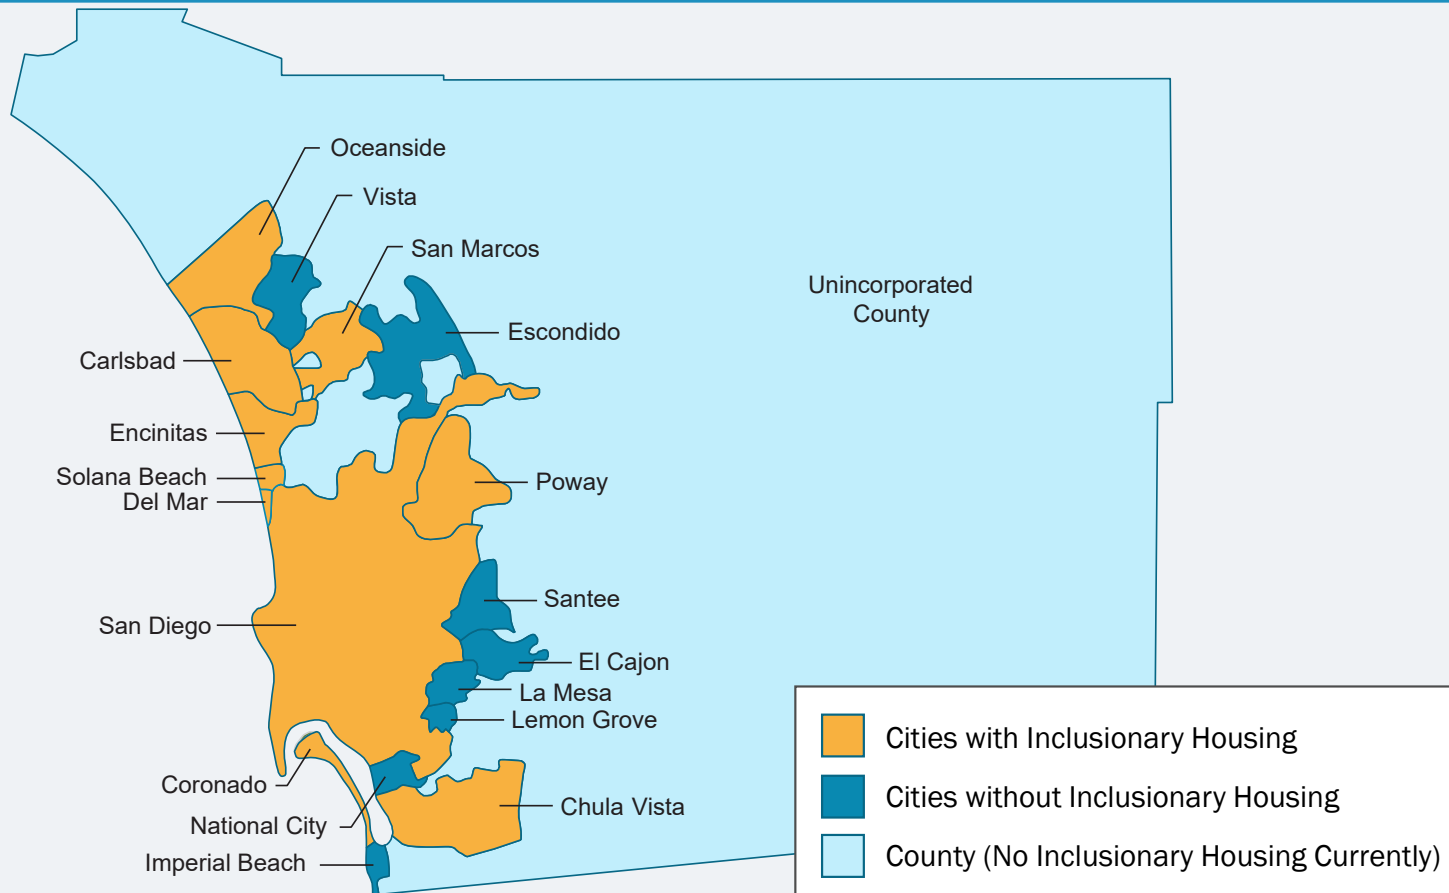 Oceanside
Vista
San Marcos
Unincorporated
County
Escondido
Carlsbad
Encinitas
Solana Beach
Poway
Del Mar
Santee
San Diego
El Cajon
La Mesa
Lemon Grove
Coronado
Chula Vista
National City
Imperial Beach
Cities with Inclusionary Housing
Cities without Inclusionary Housing
County (No Inclusionary Housing Currently)